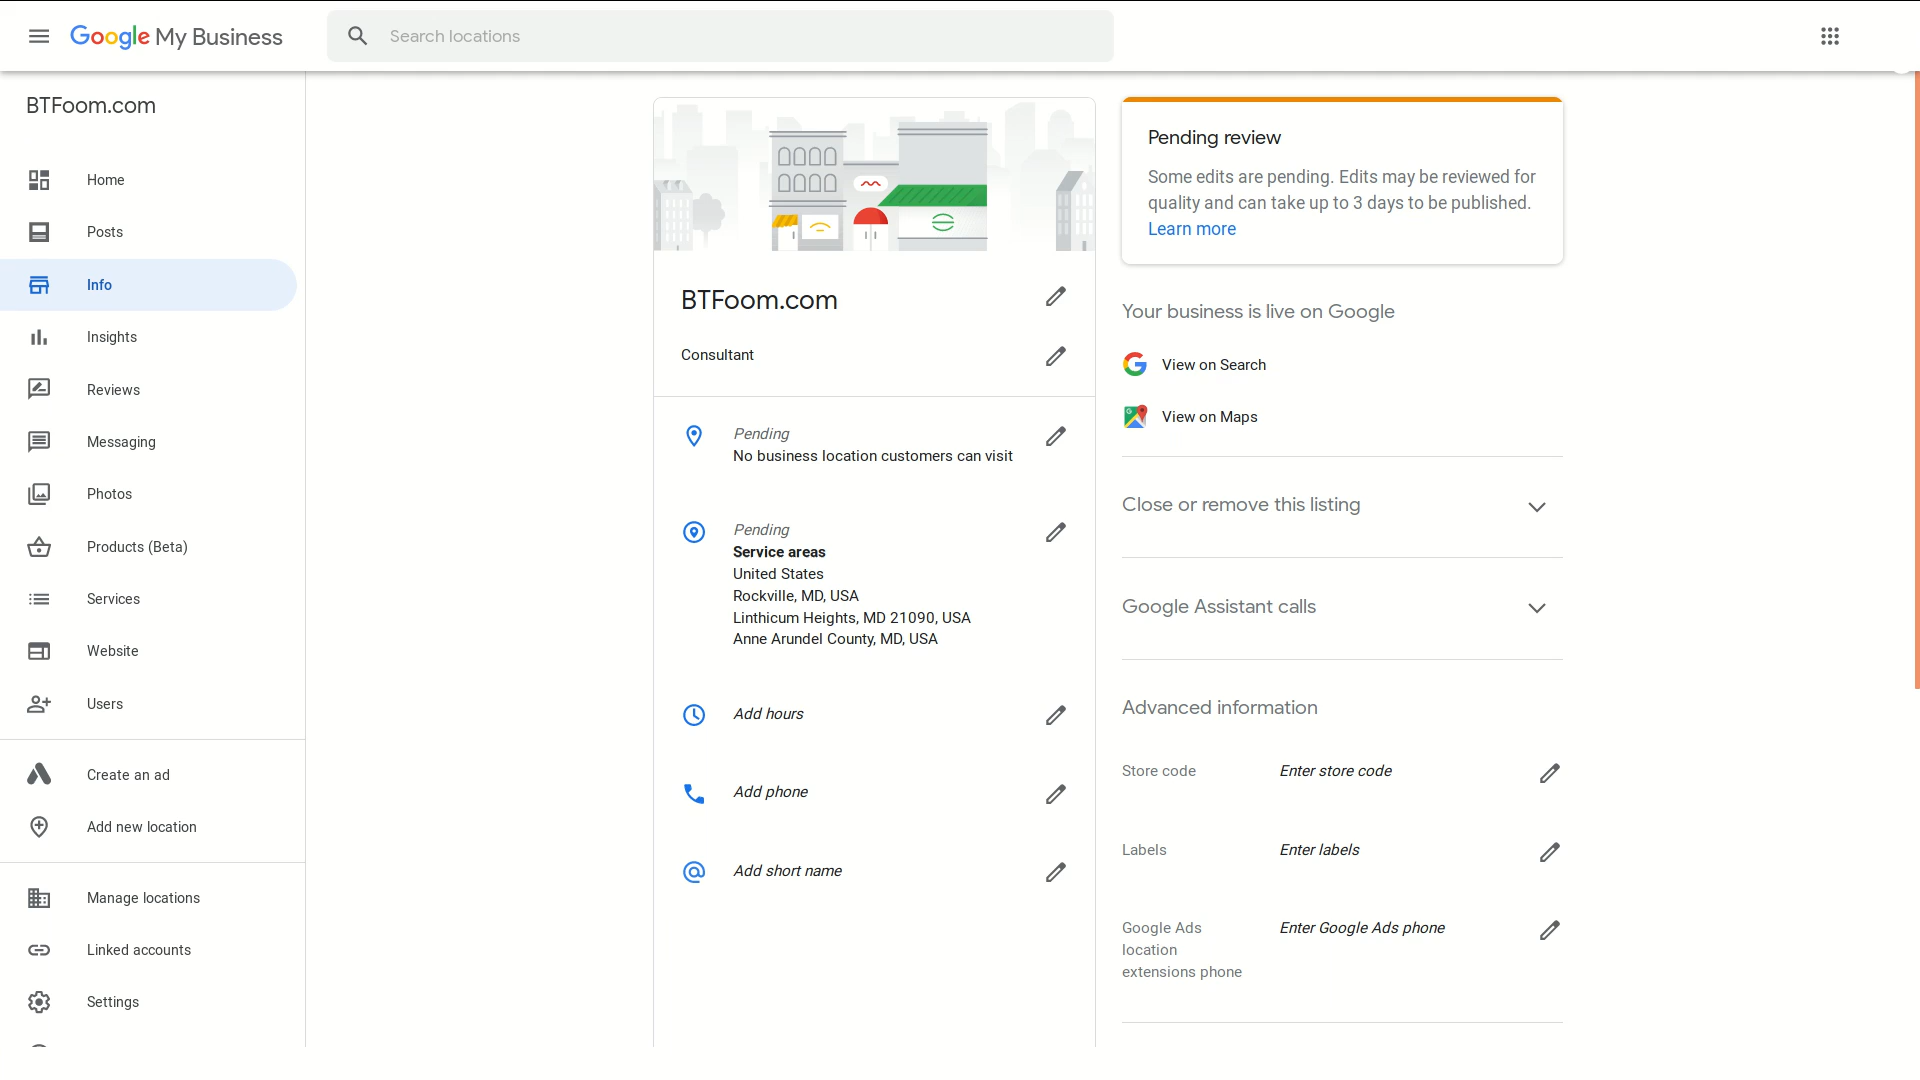 Google My Business
Search locations
BTFoom.com
Home
Posts
Info
Insights
Reviews
Messaging
Photos
Products (Beta)
Services
Website
Users
Create an ad
Add new location
Manage locations
Linked accounts
Settings
BTFoom.com
Consultant
Pending
No business location customers can visit
Pending
Service areas
United States
Rockville, MD, USA
Linthicum Heights, MD 21090, USA
Anne Arundel County, MD, USA
Add hours
Add phone
Add short name
Pending review
Some edits are pending. Edits may be reviewed for
quality and can take up to 3 days to be published.
Learn more
Your business is live on Google
View on Search
View on Maps
Close or remove this listing
Google Assistant calls
Advanced information
Store code
Enter store code
Labels
Enter labels
Google Ads
location
extensions phone
Enter Google Ads phone